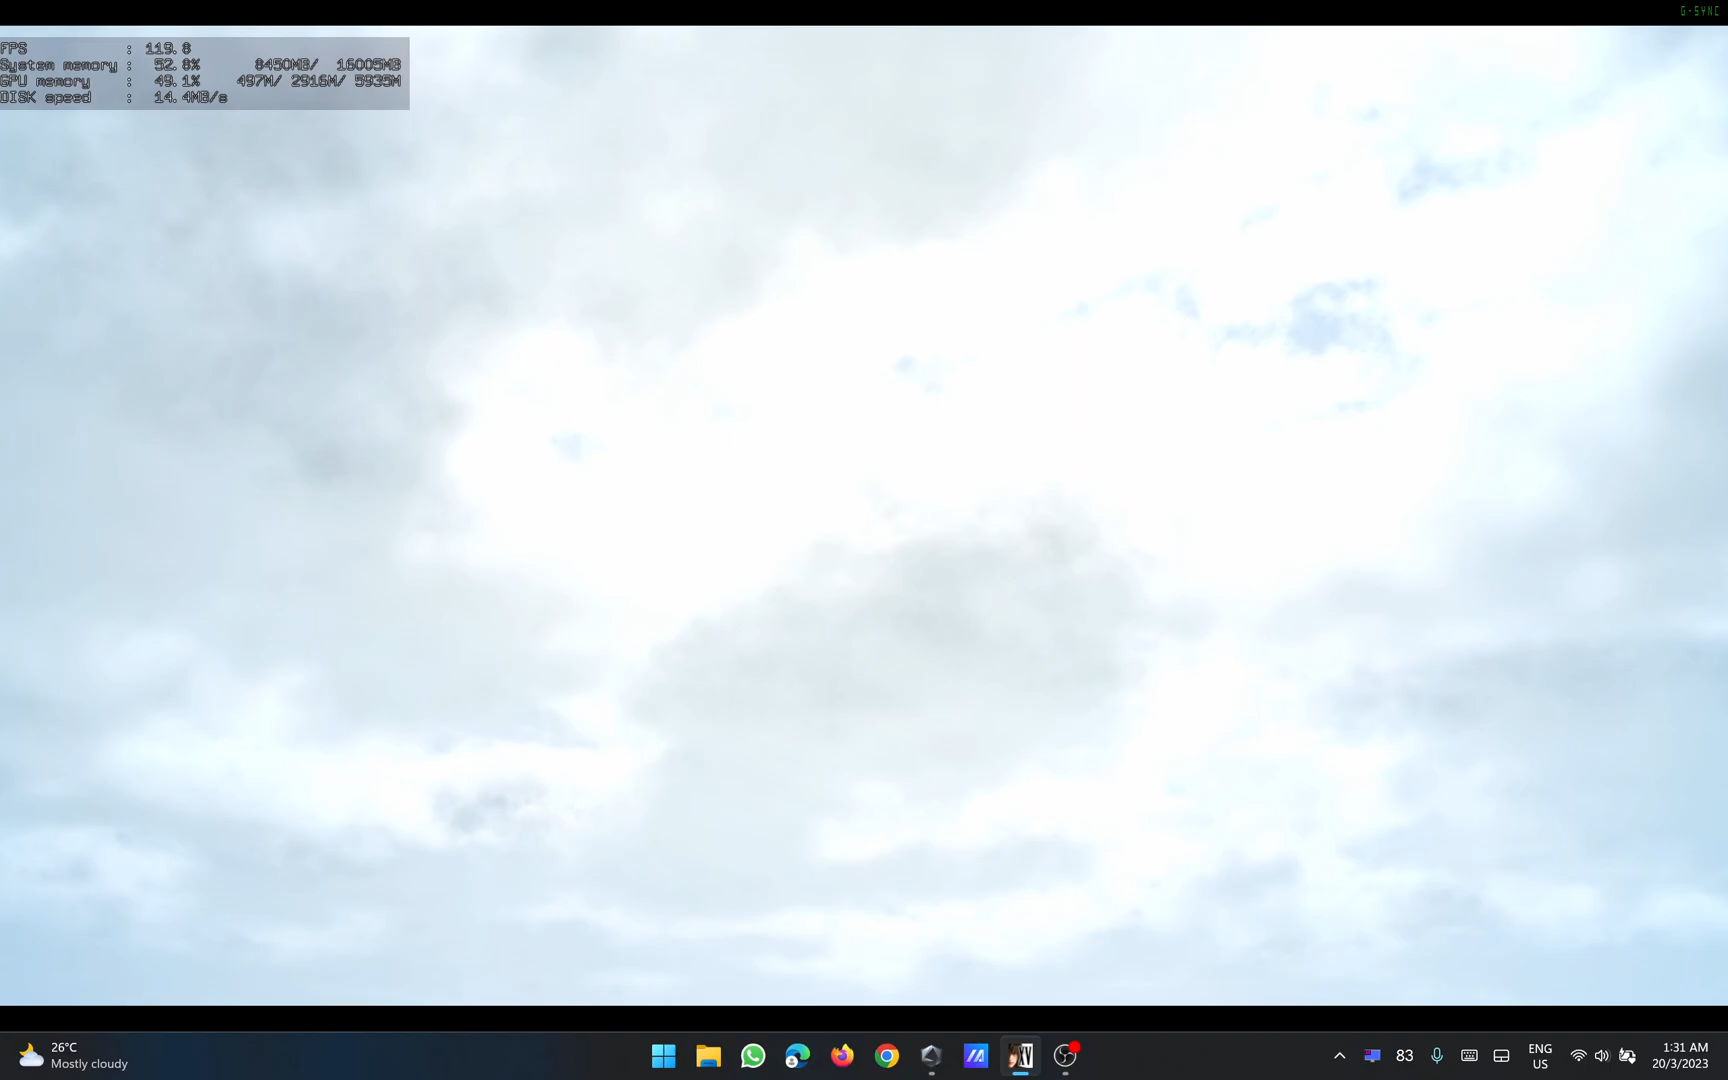 G-SYNC
FPS : 119.8
System memory : 52.8% 8450MB/ 16005MB
GPU memory : 49.1% 497M/ 2916M/ 5935M
DISK speed : 14.4MB/s
26°C
Mostly cloudy
XV
83
ENG
US
1:31 AM
20/3/2023